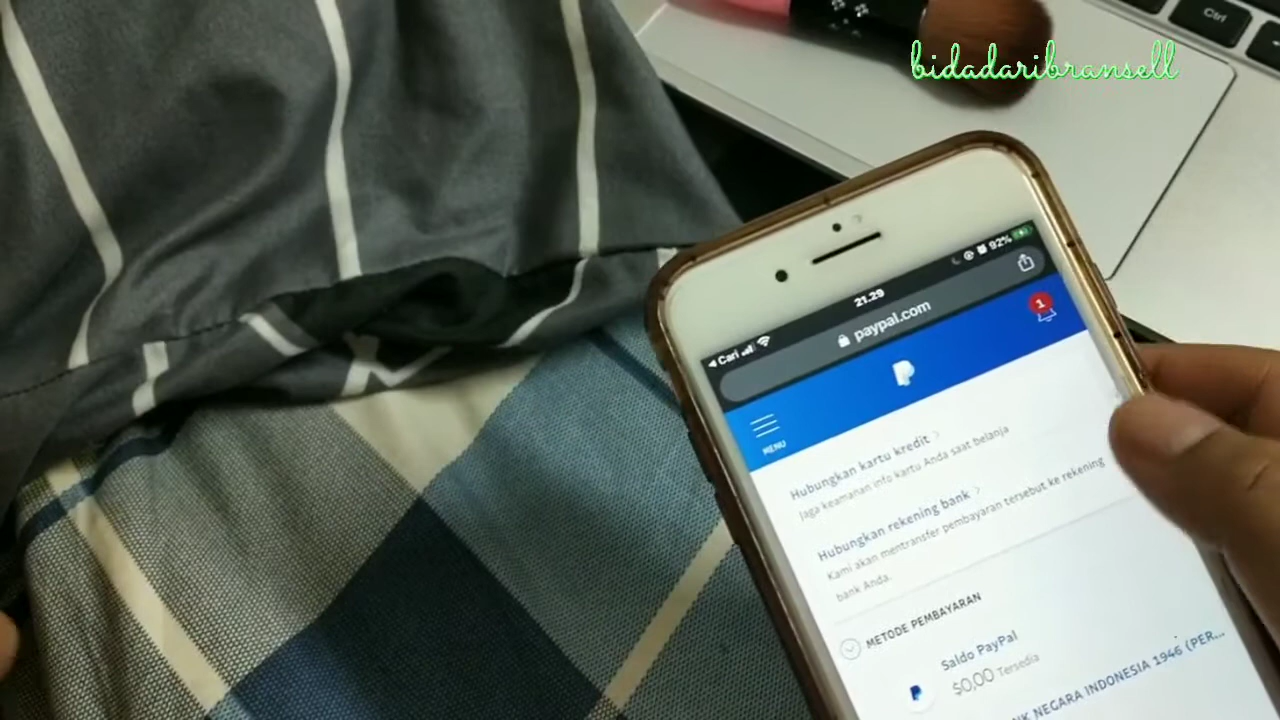 Ctrl
bidadaribransell
Cari
21.29
92%
paypal.com
1
MENU
Hubungkan kartu kredit
Jaga keamanan info kartu Anda saat belanja
Hubungkan rekening bank
Kami akan mentransfer pembayaran tersebut ke rekening
bank Anda.
METODE PEMBAYARAN
Saldo PayPal
$0,00 Tersedia
NEGARA INDONESIA 1946 (PER...